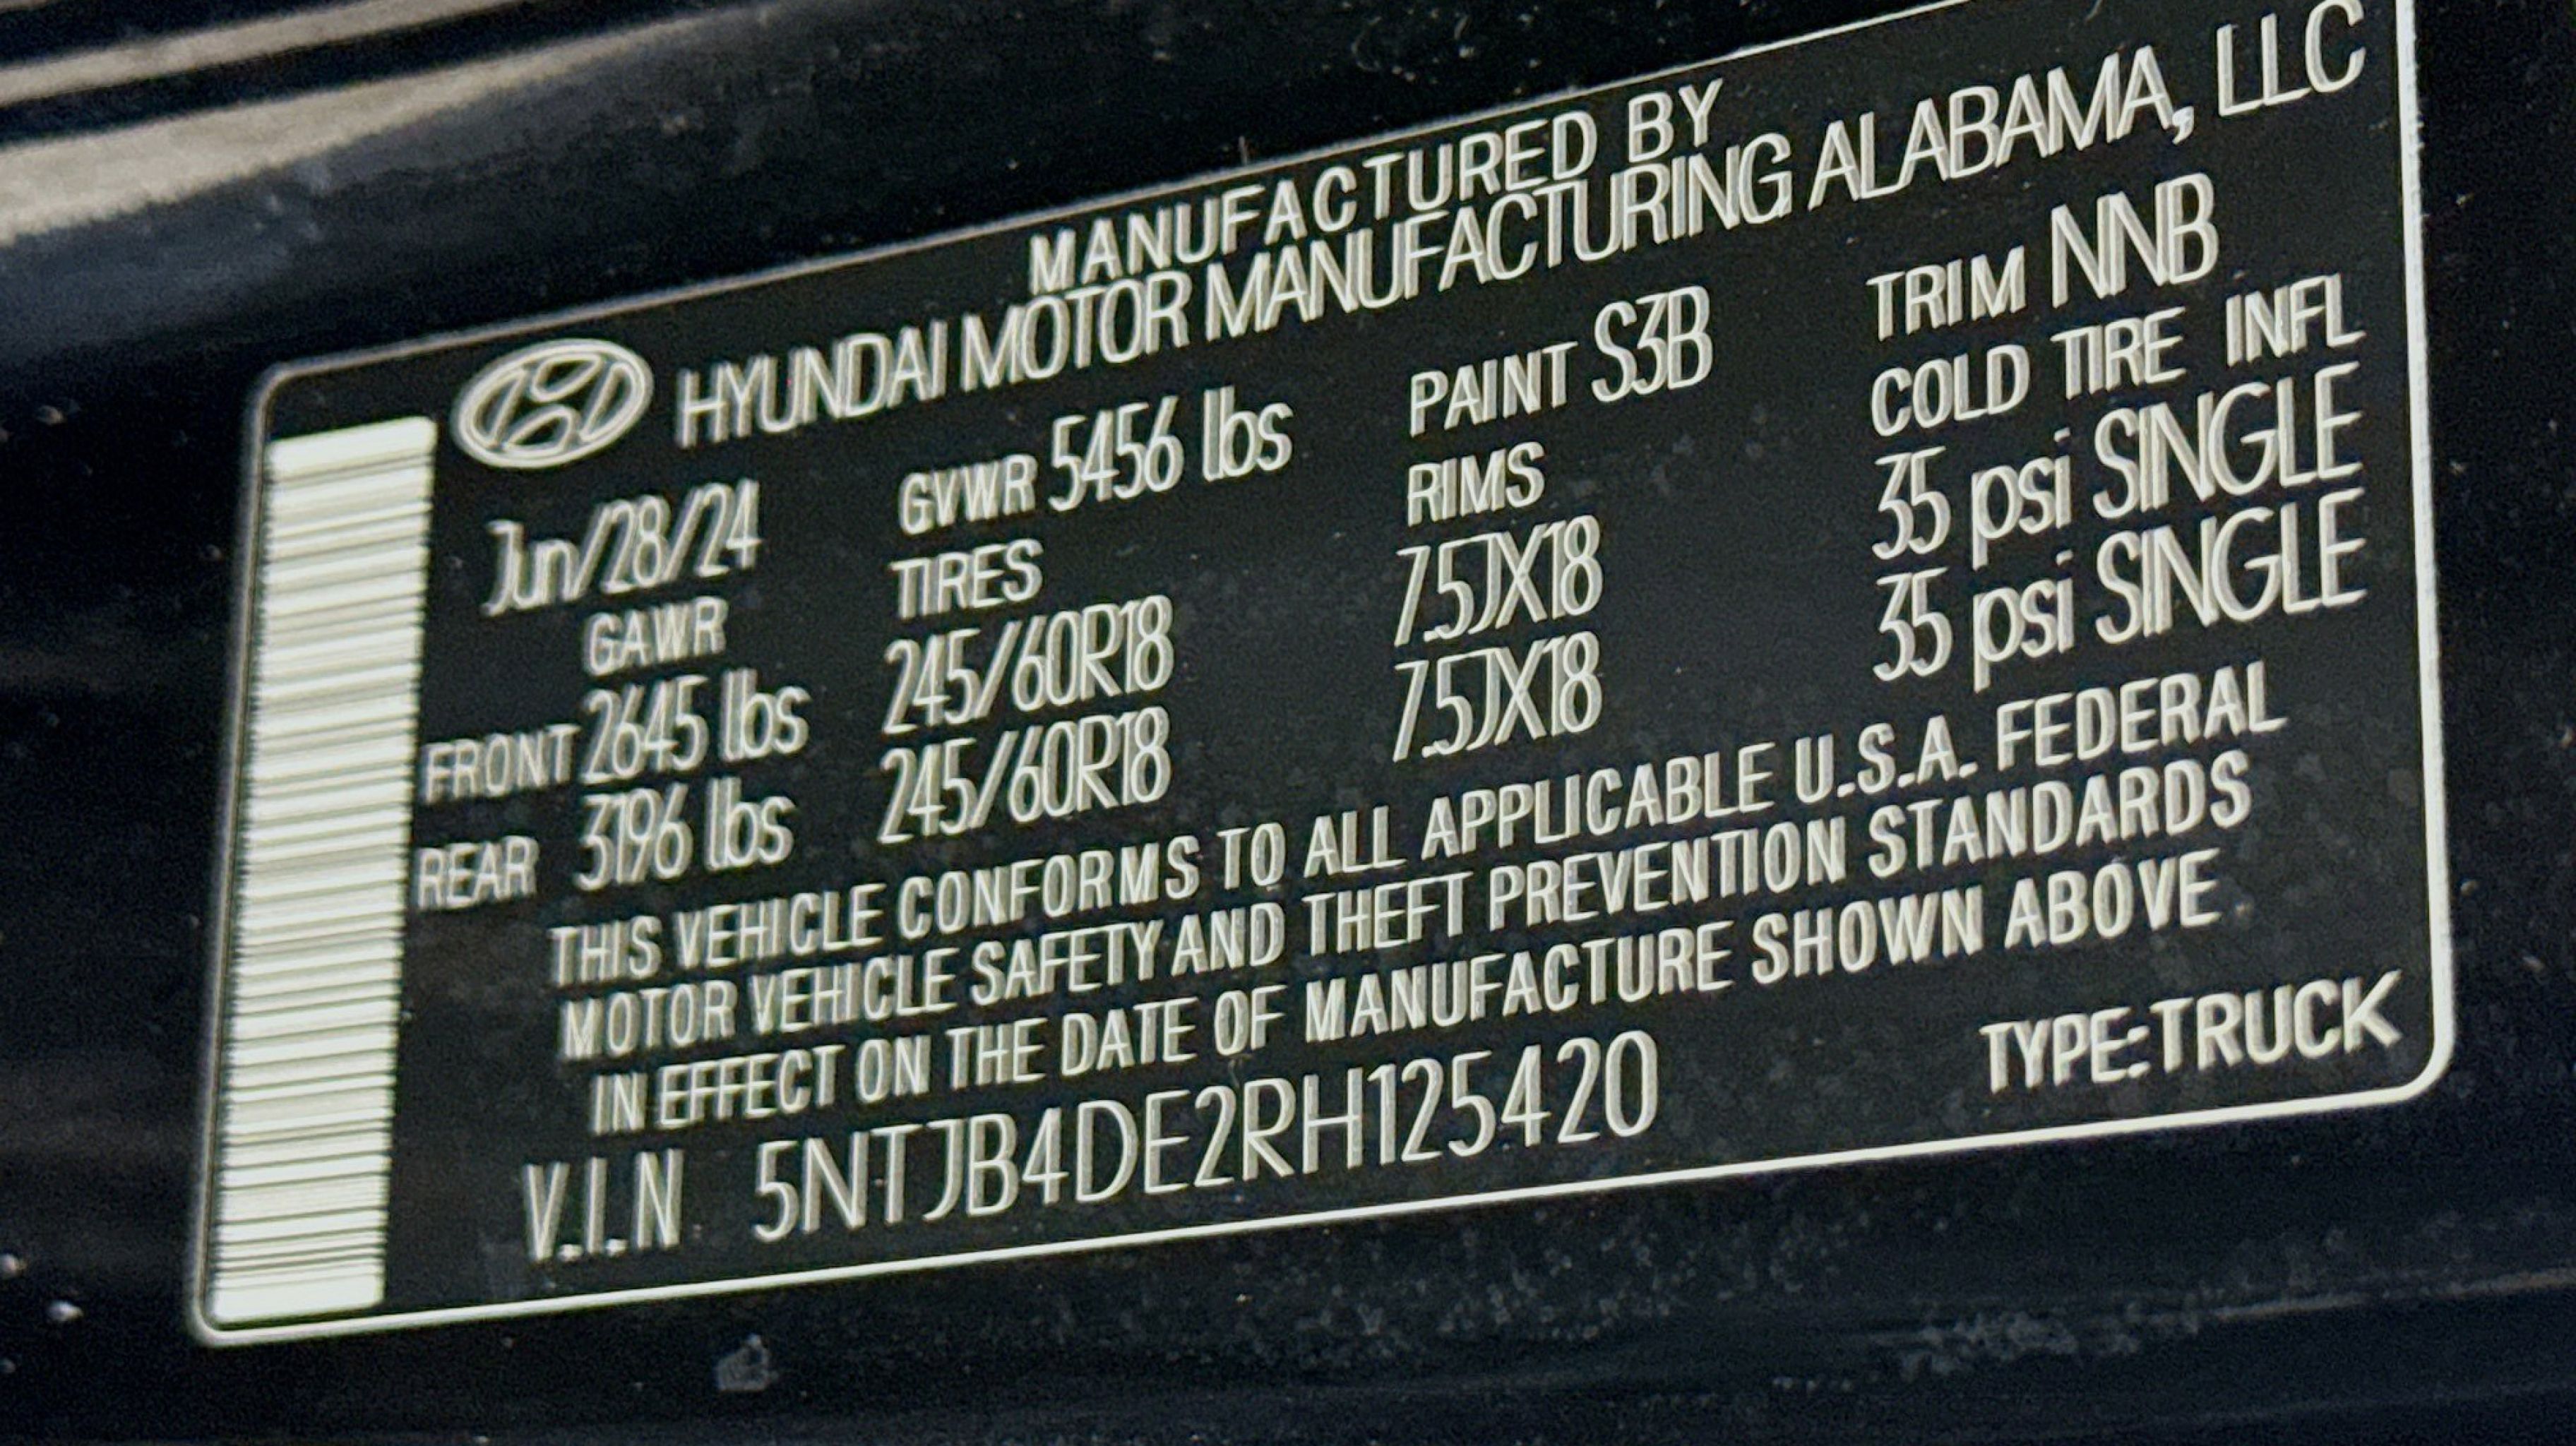 MANUFACTURED BY
HYUNDAI MOTOR MANUFACTURING ALABAMA, LLC
Jun/28/24 GVWR 5456 lbs PAINT S3B TRIM NNB
GAWR TIRES RIMS COLD TIRE INFL
FRONT 2645 lbs 245/60R18 7.5JX18 35 psi SINGLE
REAR 3196 lbs 245/60R18 7.5JX18 35 psi SINGLE
THIS VEHICLE CONFORMS TO ALL APPLICABLE U.S.A. FEDERAL
MOTOR VEHICLE SAFETY AND THEFT PREVENTION STANDARDS
IN EFFECT ON THE DATE OF MANUFACTURE SHOWN ABOVE
V.I.N 5NTJB4DE2RH125420 TYPE:TRUCK